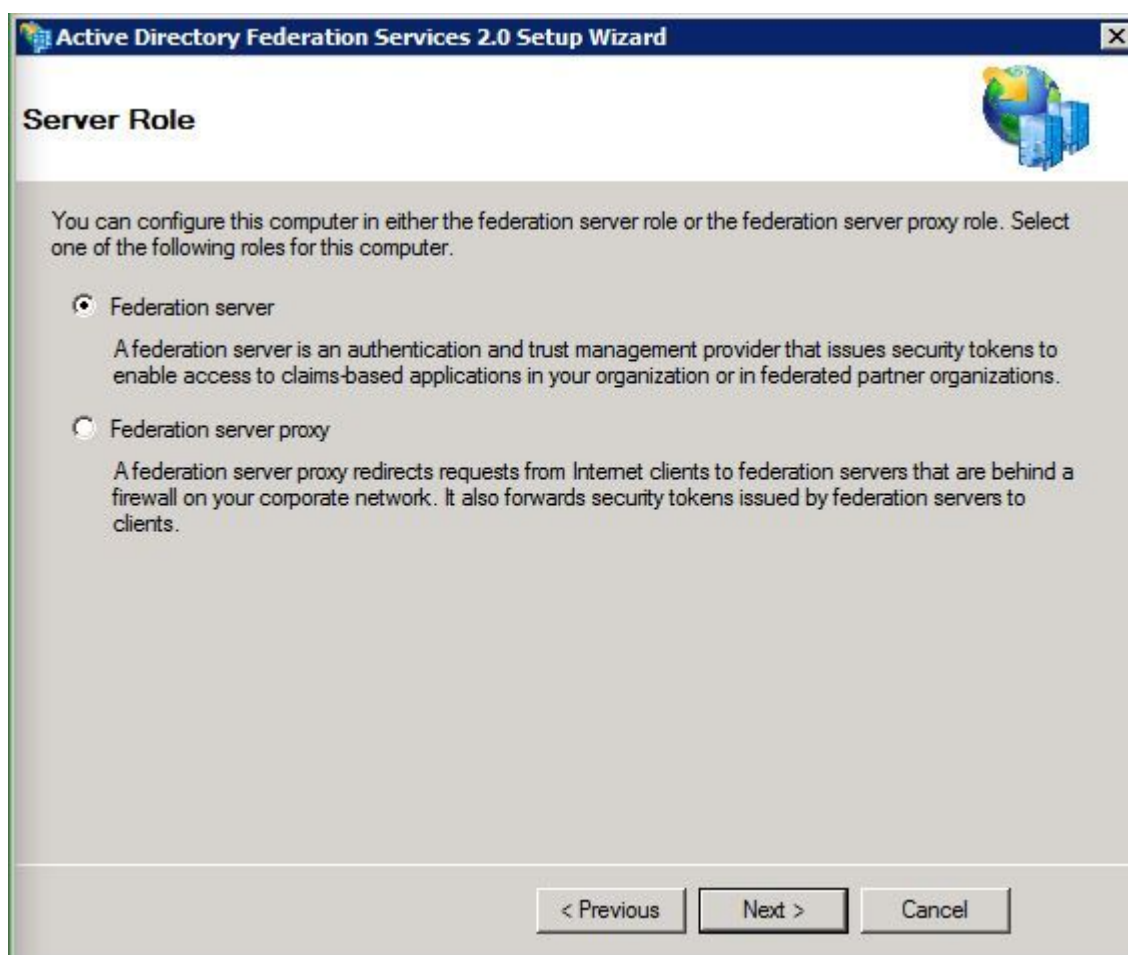 Active Directory Federation Services 2.0 Setup Wizard
Server Role
You can configure this computer in either the federation server role or the federation server proxy role. Select
one of the following roles for this computer.
Federation server
A federation server is an authentication and trust management provider that issues security tokens to
enable access to claims-based applications in your organization or in federated partner organizations.
Federation server proxy
A federation server proxy redirects requests from Internet clients to federation servers that are behind a
firewall on your corporate network. It also forwards security tokens issued by federation servers to
clients.
< Previous Next > Cancel